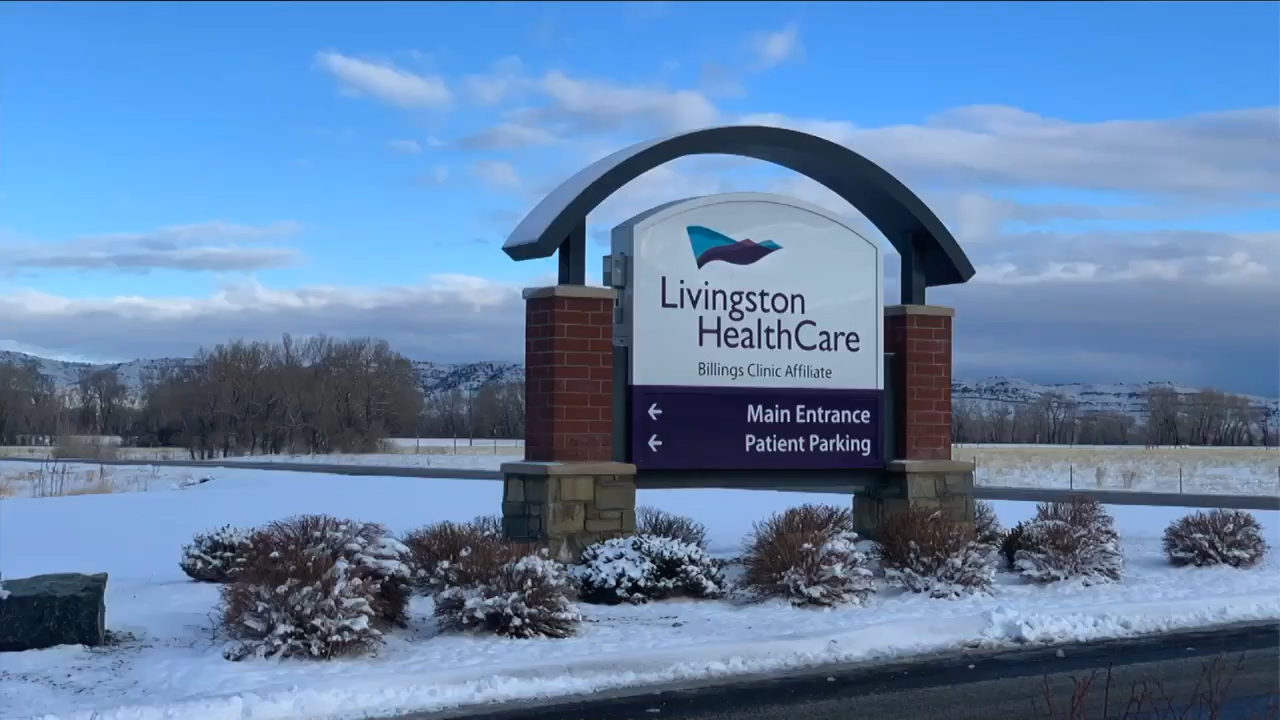 Livingston
HealthCare
Billings Clinic Affiliate
← Main Entrance
← Patient Parking